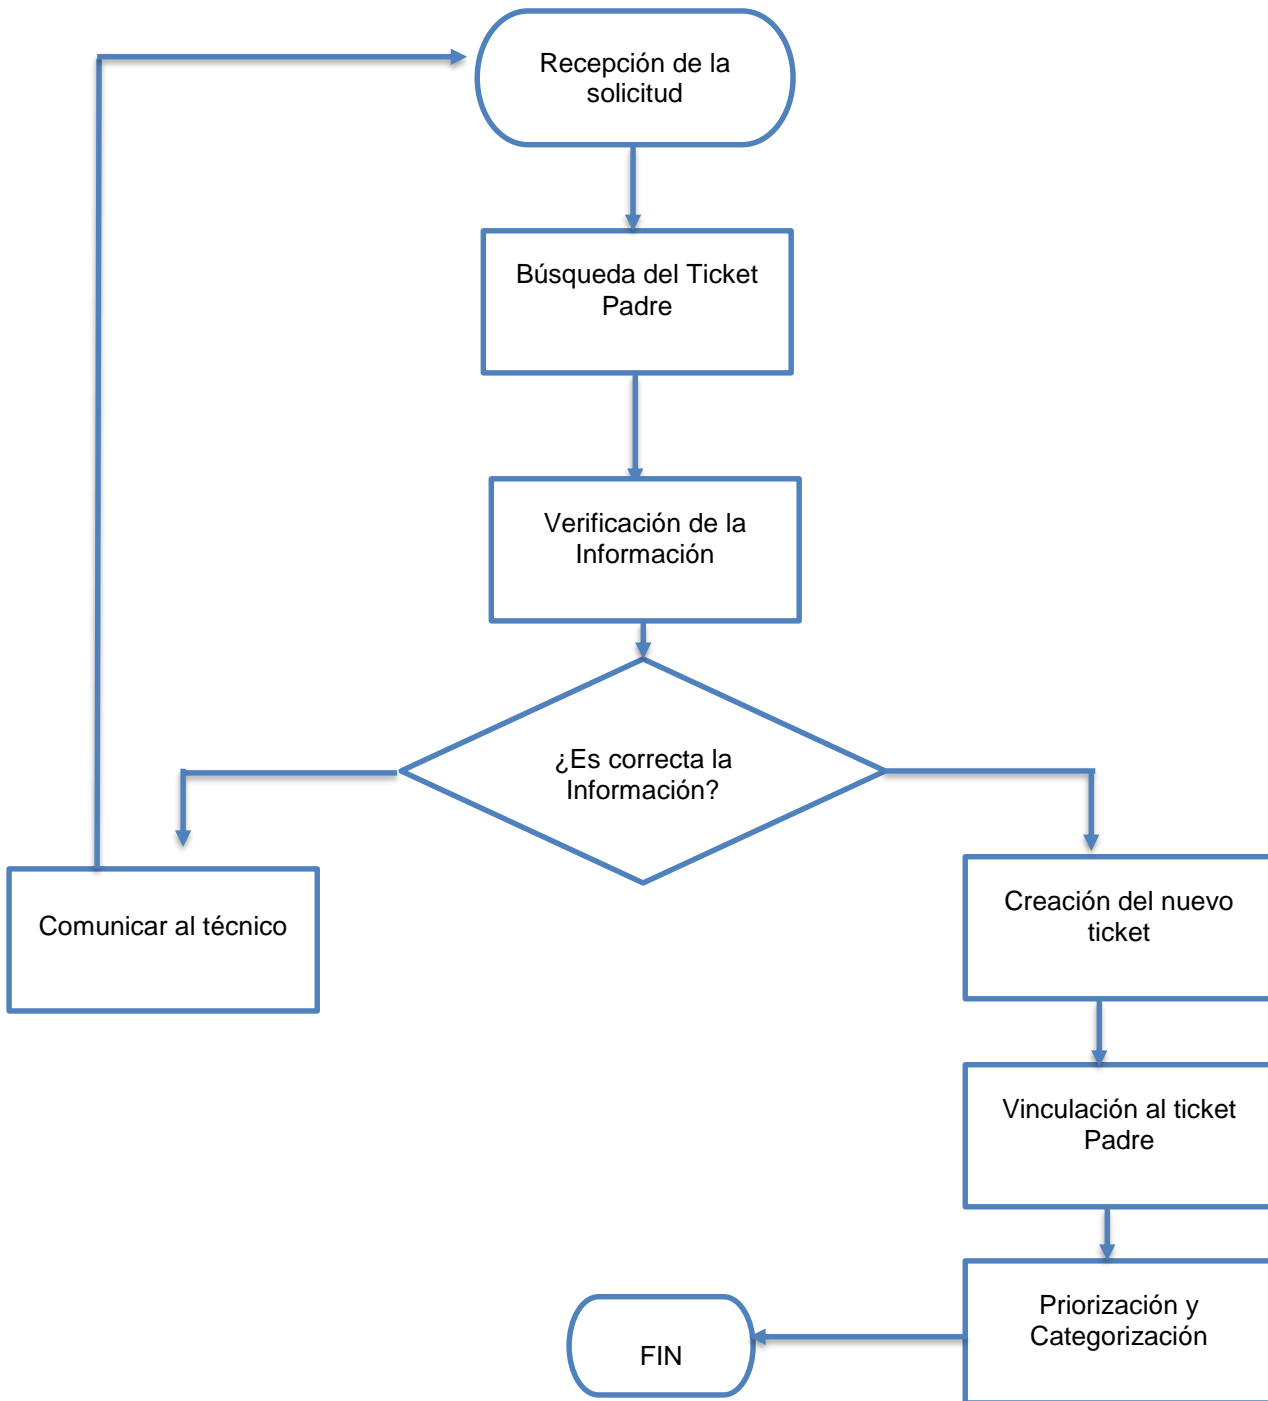 Recepción de la
solicitud
Búsqueda del Ticket
Padre
Verificación de la
Información
¿Es correcta la
Información?
Comunicar al técnico
Creación del nuevo
ticket
Vinculación al ticket
Padre
Priorización y
Categorización
FIN